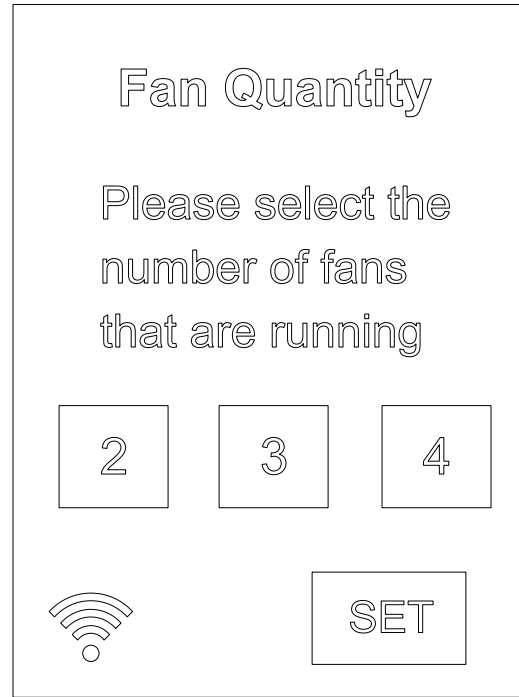 Fan Quantity
Please select the
number of fans
that are running
2 3 4
SET